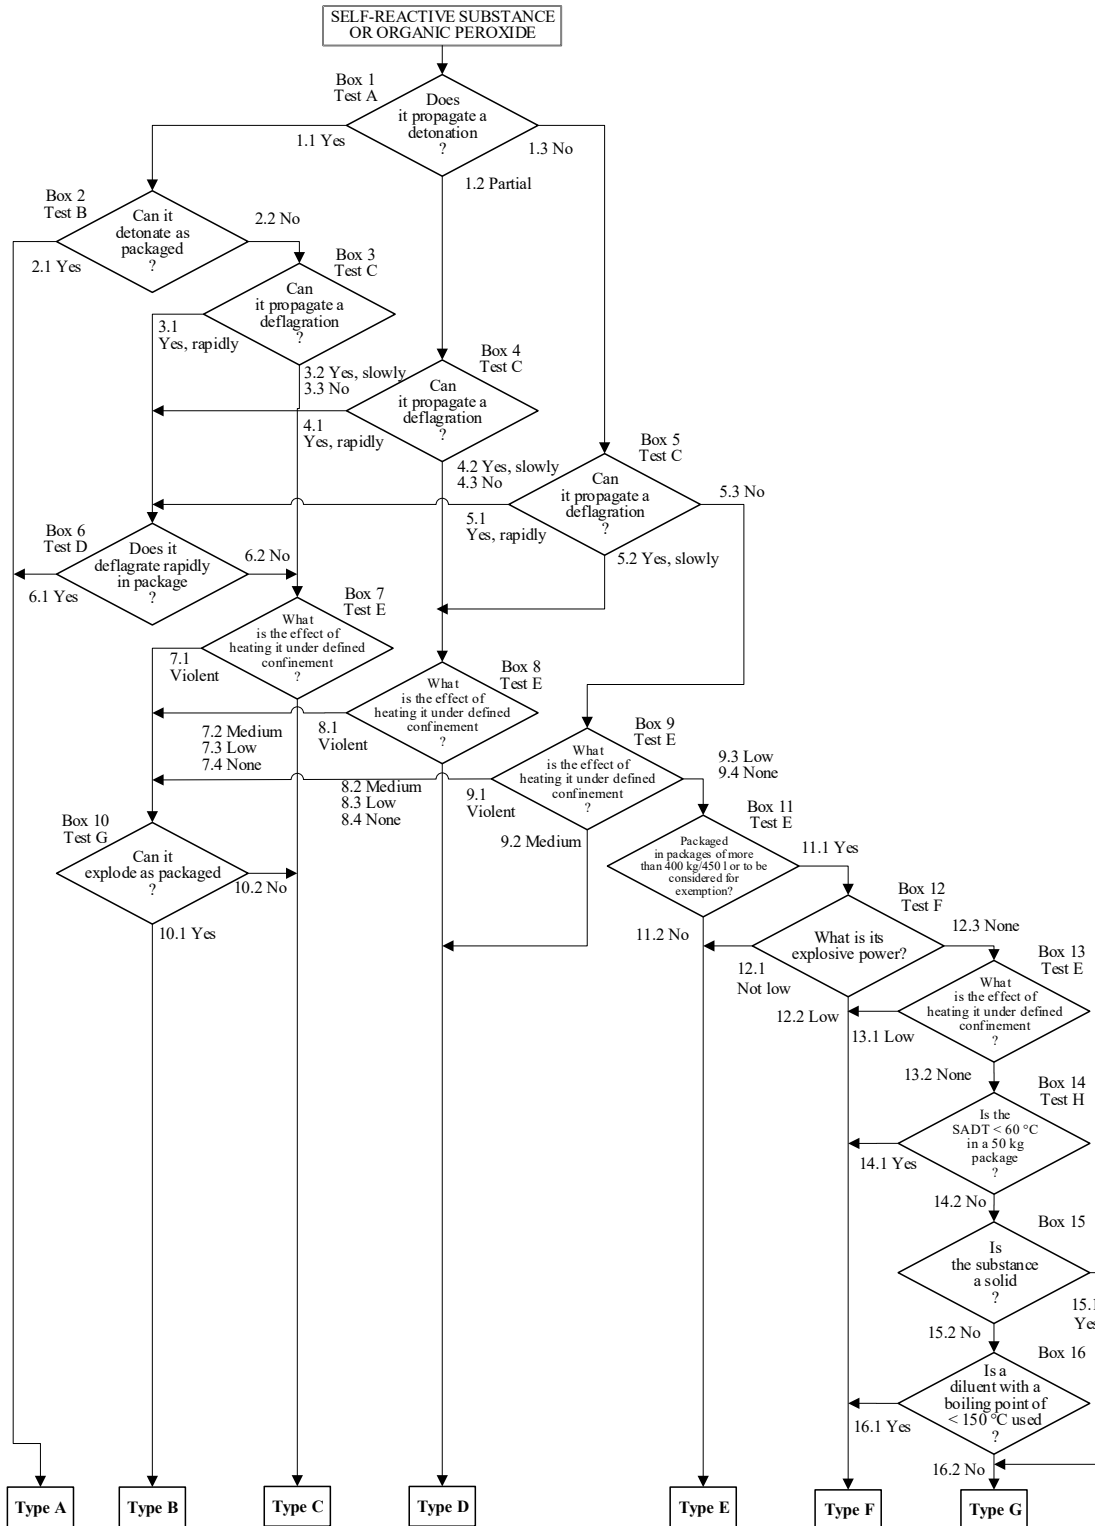 SELF-REACTIVE SUBSTANCE
OR ORGANIC PEROXIDE
Box 1
Test A
Does
it propagate a
detonation
?
1.1 Yes
1.3 No
1.2 Partial
Box 2
Test B
Can it
detonate as
packaged
?
2.2 No
2.1 Yes
Box 3
Test C
Can
it propagate a
deflagration
?
3.1
Yes, rapidly
3.2 Yes, slowly
3.3 No
Box 4
Test C
Can
it propagate a
deflagration
?
4.1
Yes, rapidly
4.2 Yes, slowly
4.3 No
Box 5
Test C
Can
it propagate a
deflagration
?
5.3 No
5.1
Yes, rapidly
5.2 Yes, slowly
Box 6
Test D
Does it
deflagrate rapidly
in package
?
6.2 No
6.1 Yes
Box 7
Test E
What
is the effect of
heating it under defined
confinement
?
7.1
Violent
7.2 Medium
7.3 Low
7.4 None
Box 8
Test E
What
is the effect of
heating it under defined
confinement
?
8.1
Violent
8.2 Medium
8.3 Low
8.4 None
Box 9
Test E
What
is the effect of
heating it under defined
confinement
?
9.3 Low
9.4 None
9.1
Violent
9.2 Medium
Box 10
Test G
Can it
explode as packaged
?
10.2 No
10.1 Yes
Box 11
Test E
Packaged
in packages of more
than 400 kg/450 l or to be
considered for
exemption?
11.1 Yes
11.2 No
Box 12
Test F
What is its
explosive power?
12.3 None
12.1
Not low
12.2 Low
Box 13
Test E
What
is the effect of
heating it under defined
confinement
?
13.1 Low
13.2 None
Box 14
Test H
Is the
SADT < 60 °C
in a 50 kg
package
?
14.1 Yes
14.2 No
Box 15
Is
the substance
a solid
?
15.1
Yes
15.2 No
Box 16
Is a
diluent with a
boiling point of
< 150 °C used
?
16.1 Yes
16.2 No
Type A
Type B
Type C
Type D
Type E
Type F
Type G